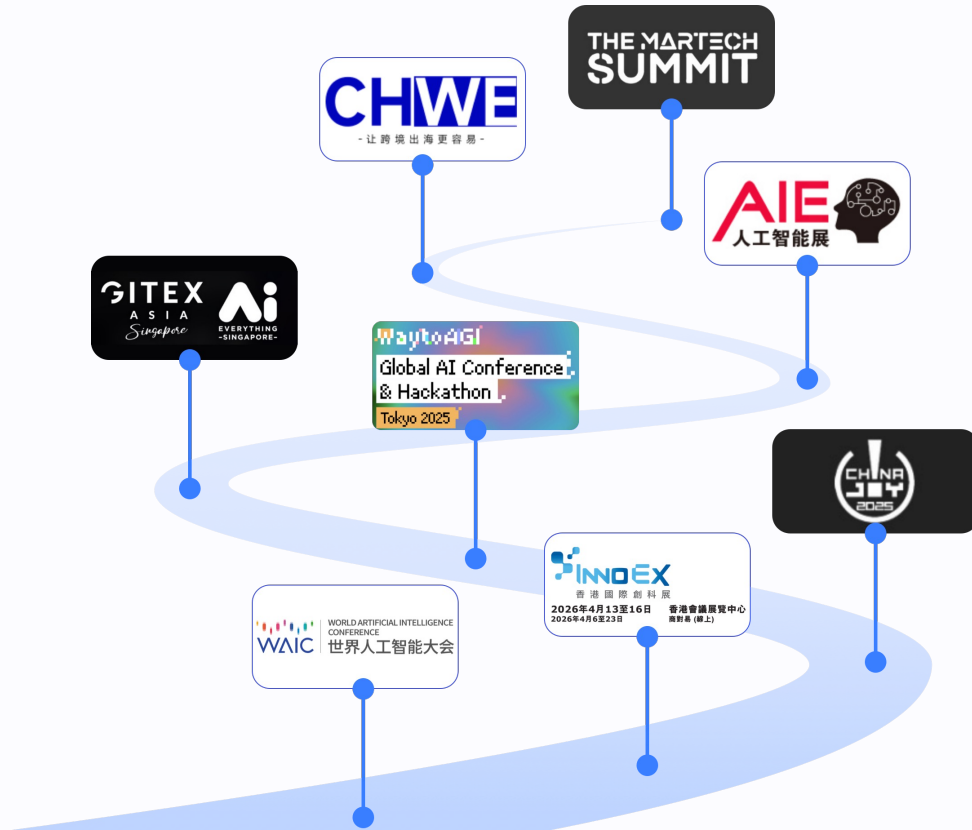 THE MARTECH
SUMMIT
CHWE
-让跨境出海更容易-
AIE
人工智能展
GITEX
ASIA
Singapore
Ai
EVERYTHING
-SINGAPORE-
WaytoAGI
Global AI Conference
& Hackathon
Tokyo 2025
CHINA
JOY
2025
INNOEX
香港國際創科展
2026年4月13至16日 香港會議展覽中心
2026年4月6至23日 商對易 (線上)
WAIC
WORLD ARTIFICIAL INTELLIGENCE
CONFERENCE
世界人工智能大会